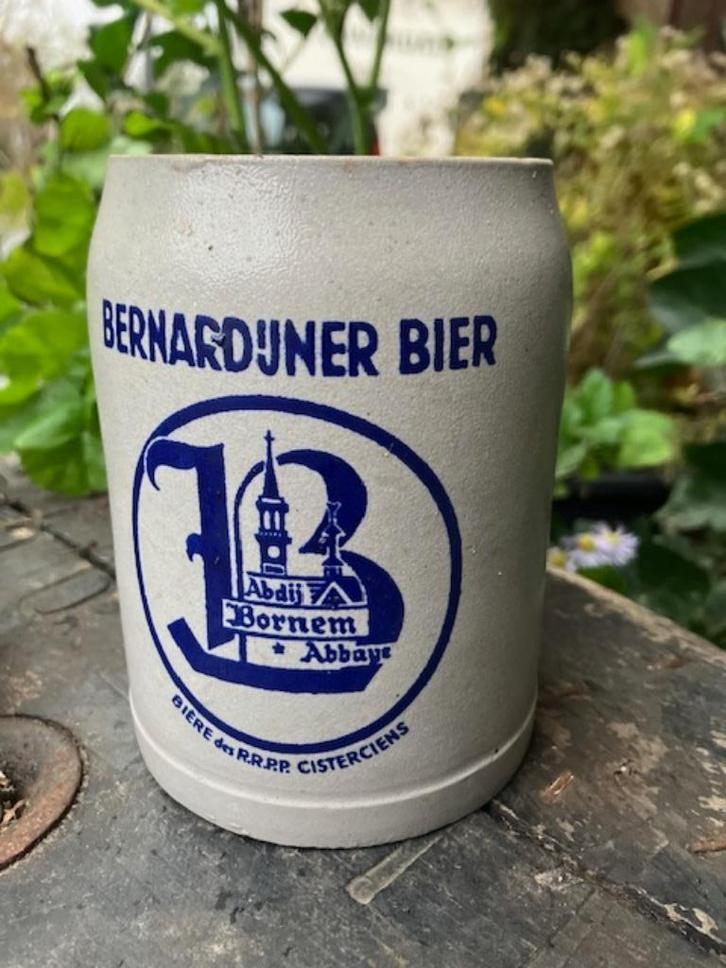 BERNARDIJNER BIER
B
Abdij
Bornem
* Abbaye
BIÈRE des R.R.P.P. CISTERCIENS